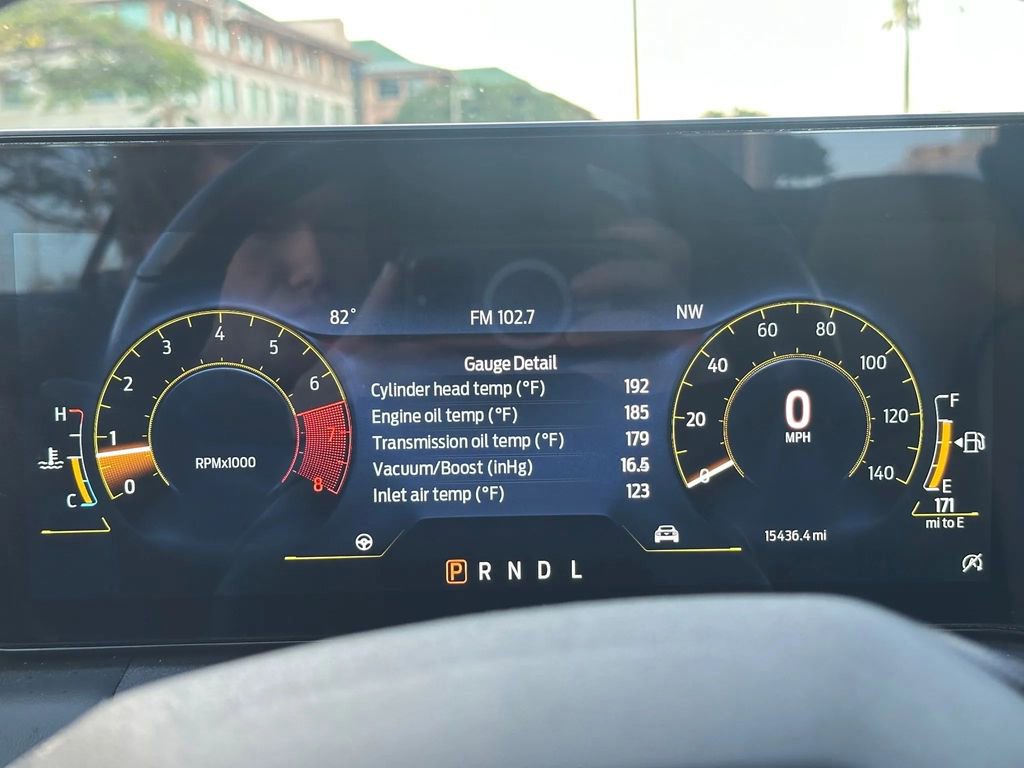 82° FM 102.7 NW
Gauge Detail
Cylinder head temp (°F) 192
Engine oil temp (°F) 185
Transmission oil temp (°F) 179
Vacuum/Boost (inHg) 16.5
Inlet air temp (°F) 123
H
C
0
1
2
3
4
5
6
7
8
RPMx1000
0
20
40
60
80
100
120
140
0
MPH
F
E
171
mi to E
15436.4 mi
P R N D L